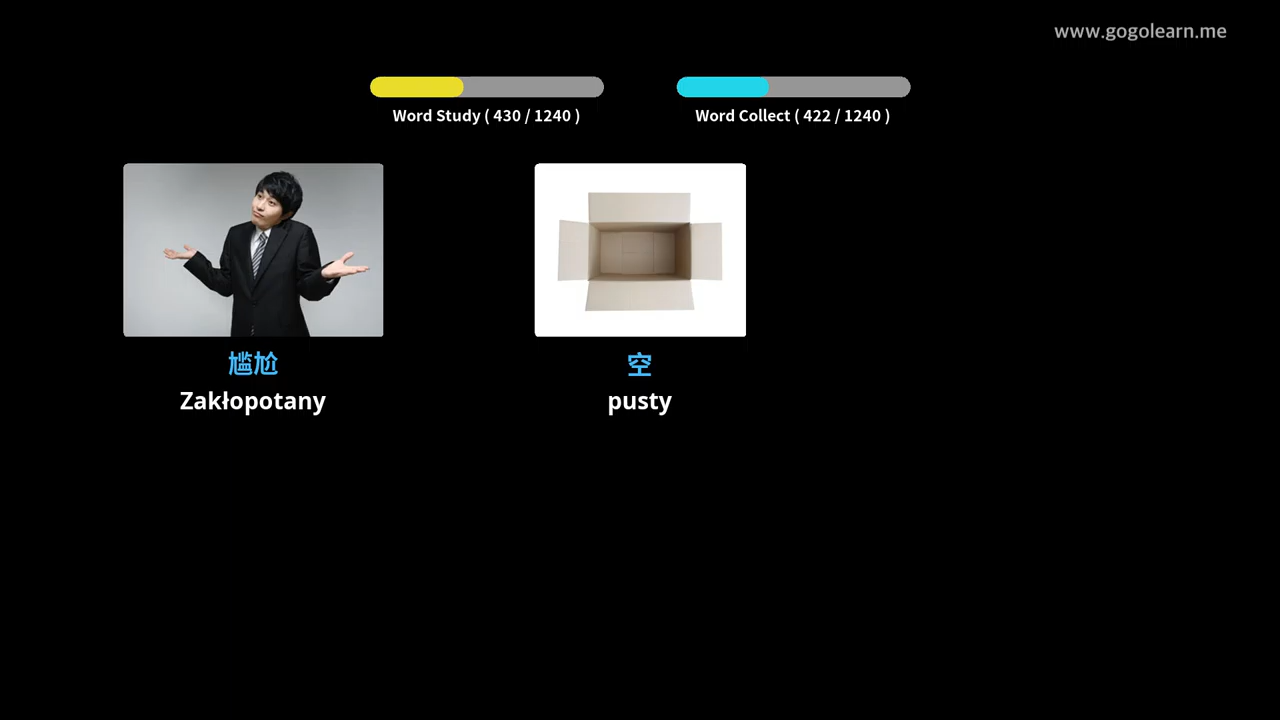 www.gogolearn.me
Word Study ( 430 / 1240 )
Word Collect ( 422 / 1240 )
尴尬
Zakłopotany
空
pusty